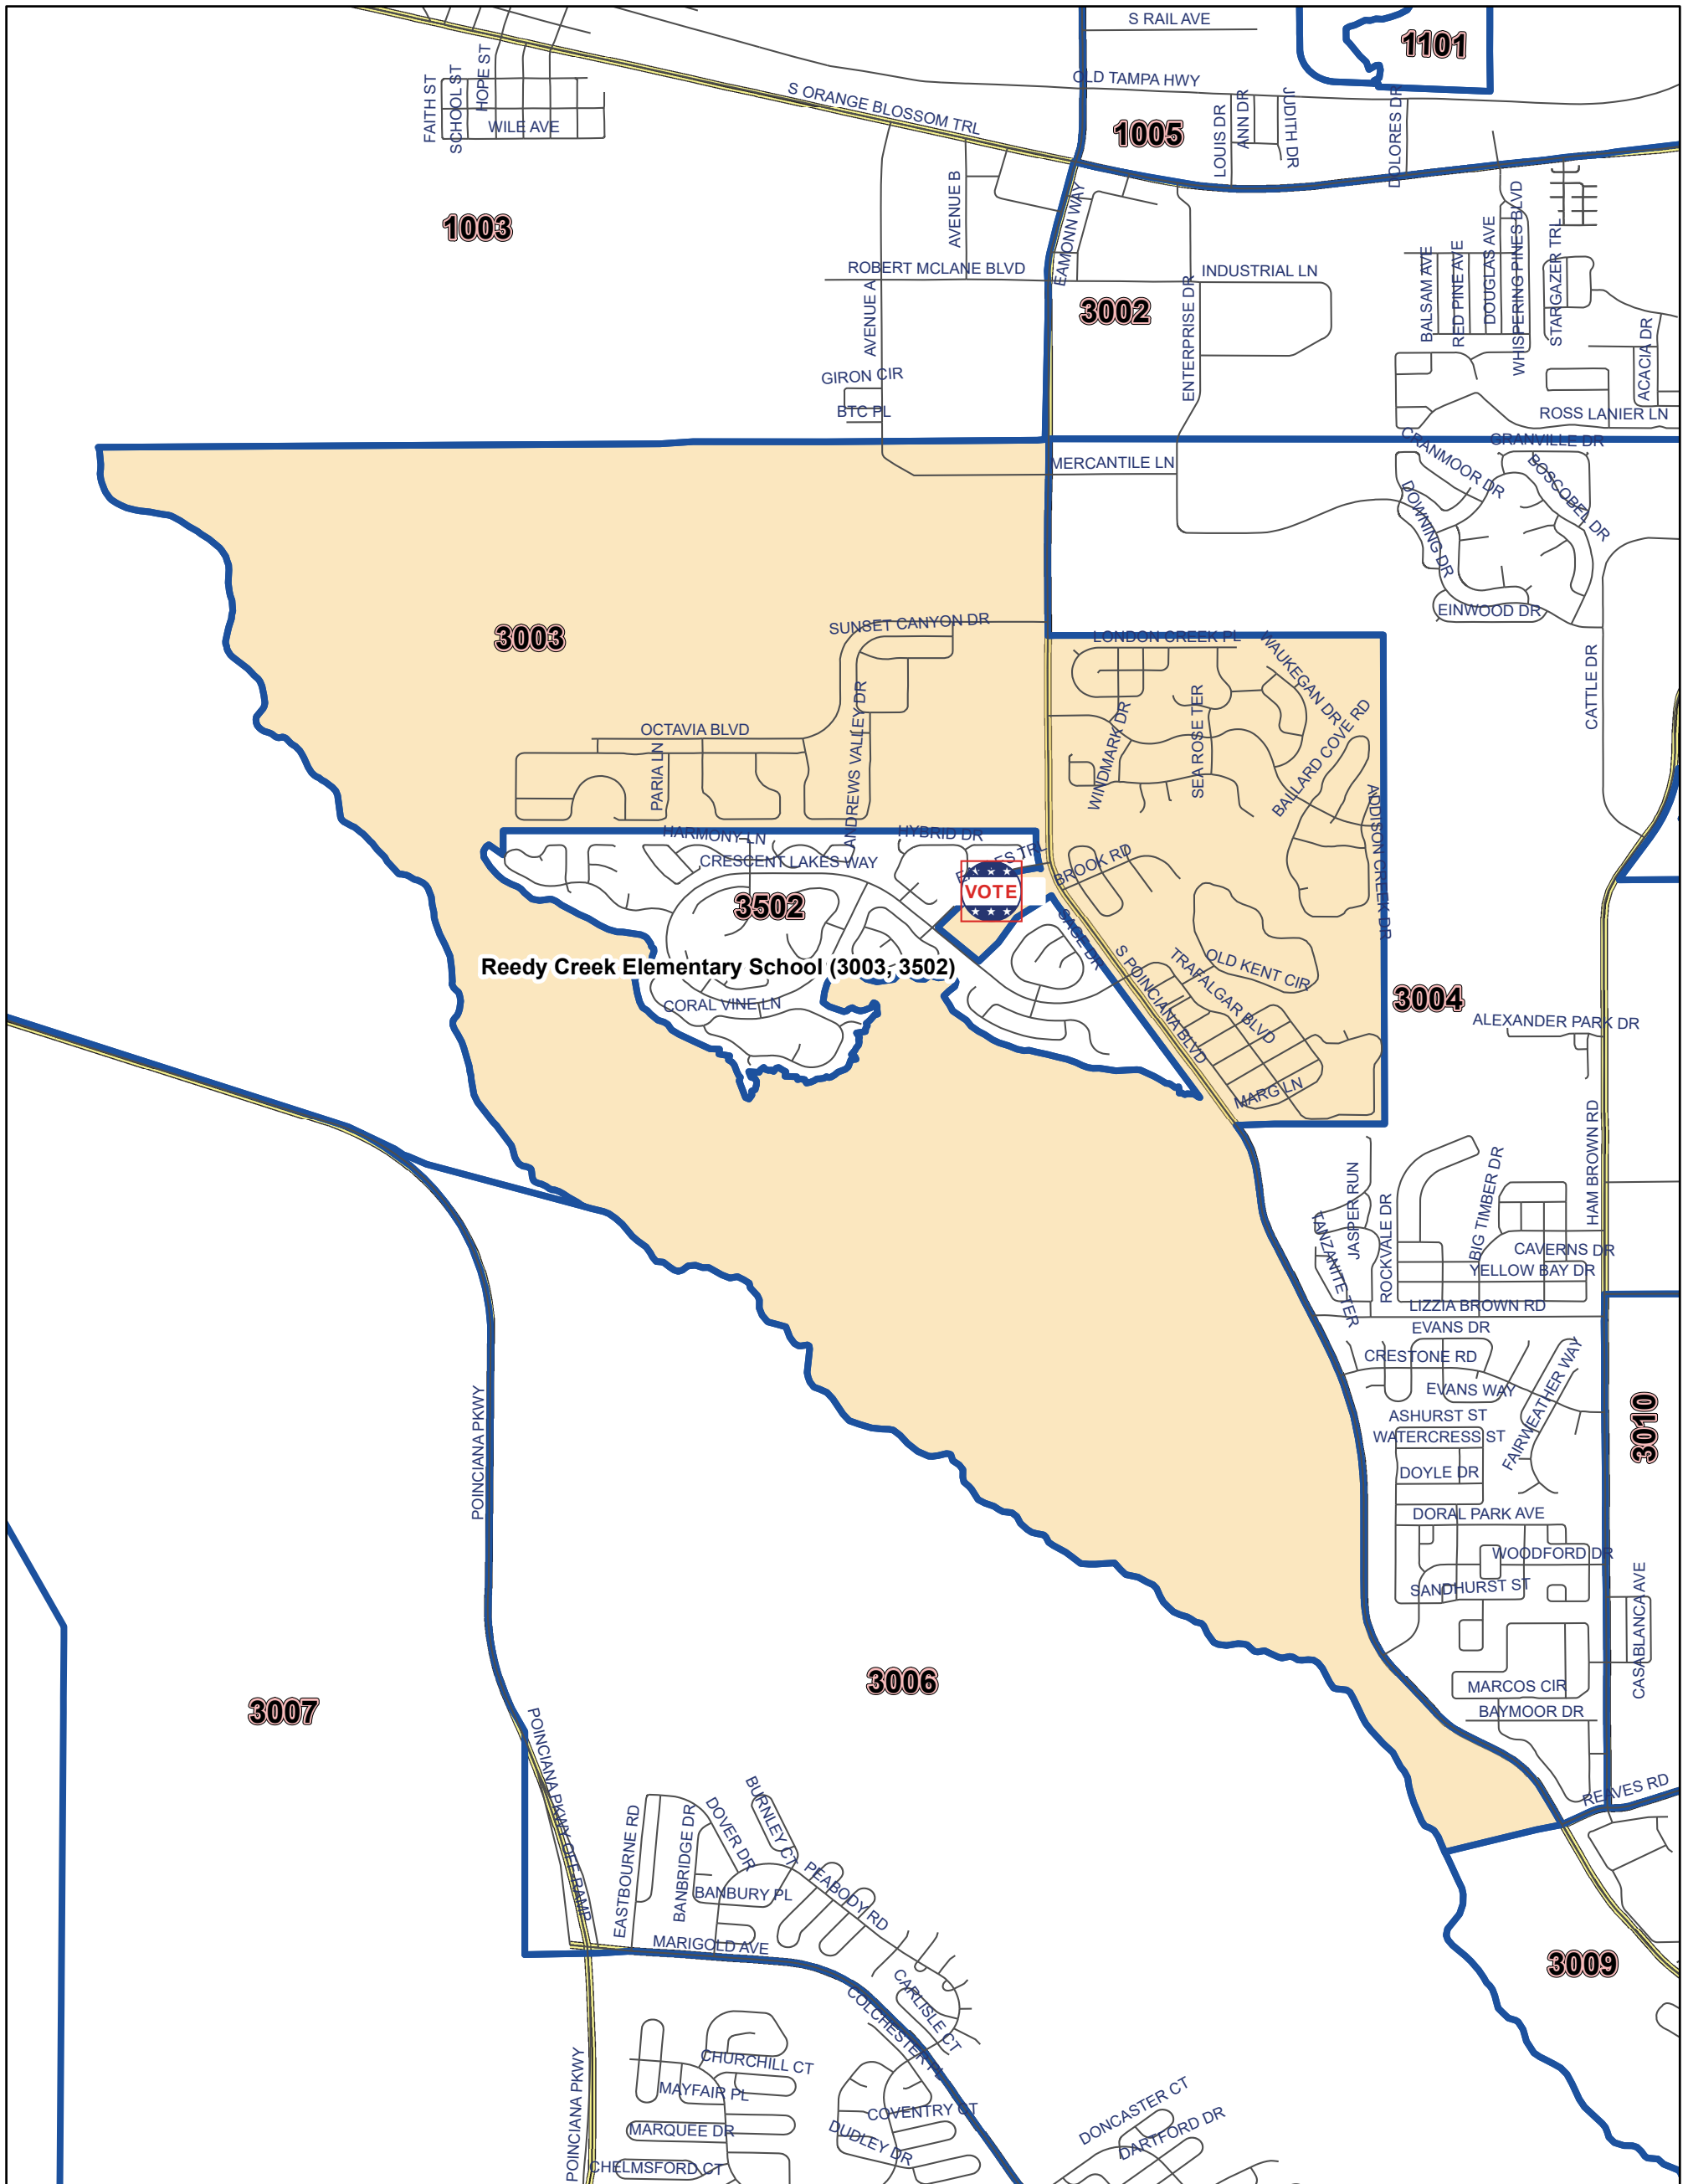 S RAIL AVE
1101
FAITH ST
SCHOOL ST
HOPE ST
WILE AVE
S ORANGE BLOSSOM TRL
OLD TAMPA HWY
1005
LOUIS DR
ANN DR
JUDITH DR
DOLORES DR
1003
AVENUE B
EAMONN WAY
ROBERT MCLANE BLVD
INDUSTRIAL LN
AVENUE A
3002
ENTERPRISE DR
BALSAM AVE
RED PINE AVE
DOUGLAS AVE
WHISPERING PINES BLVD
STARGAZER TRL
ACACIA DR
GIRON CIR
BTC PL
ROSS LANIER LN
GRANVILLE DR
CRANMOOR DR
BOSCOBEL DR
MERCANTILE LN
DOWNING DR
EINWOOD DR
3003
SUNSET CANYON DR
LONDON CREEK PL
WAUKEGAN DR
CATTLE DR
OCTAVIA BLVD
PARIA LN
ANDREWS VALLEY DR
WINDMARK DR
SEA ROSE TER
BALLARD COVE RD
ADDISON CREEK DR
HARMONY LN
HYBRID DR
CRESCENT LAKES WAY
VOTE
BROOK RD
3502
SAGE DR
Reedy Creek Elementary School (3003, 3502)
OLD KENT CIR
S POINCIANA BLVD
TRAFALGAR BLVD
CORAL VINE LN
3004
ALEXANDER PARK DR
MARG LN
HAM BROWN RD
JASPER RUN
TANZANITE TER
ROCKVALE DR
BIG TIMBER DR
CAVERNS DR
YELLOW BAY DR
LIZZIA BROWN RD
EVANS DR
CRESTONE RD
EVANS WAY
FAIRWEATHER WAY
ASHURST ST
WATERCRESS ST
DOYLE DR
3010
POINCIANA PKWY
DORAL PARK AVE
WOODFORD DR
SANDHURST ST
CASABLANCA AVE
3006
3007
MARCOS CIR
BAYMOOR DR
REAVES RD
POINCIANA PKWY OFF RAMP
EASTBOURNE RD
BANBRIDGE DR
DOVER DR
BURNLEY CT
PEABODY RD
BANBURY PL
MARIGOLD AVE
3009
CARLISLE CT
COLCHESTER PL
CHURCHILL CT
MAYFAIR PL
MARQUEE DR
CHELMSFORD CT
POINCIANA PKWY
COVENTRY CT
DUDLEY DR
DONCASTER CT
DARTFORD DR